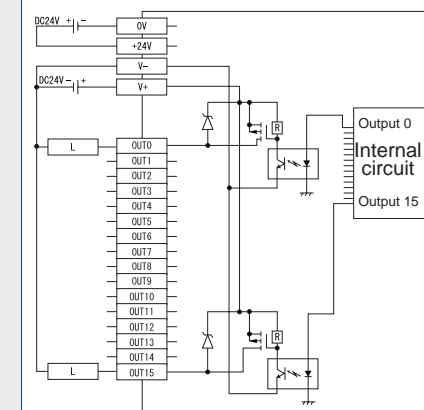 DC24V + -
0V
+24V
V-
DC24V - +
V+
L
OUT0
OUT1
OUT2
OUT3
OUT4
OUT5
OUT6
OUT7
OUT8
OUT9
OUT10
OUT11
OUT12
OUT13
OUT14
OUT15
L
R
R
Output 0
Internal
circuit
Output 15